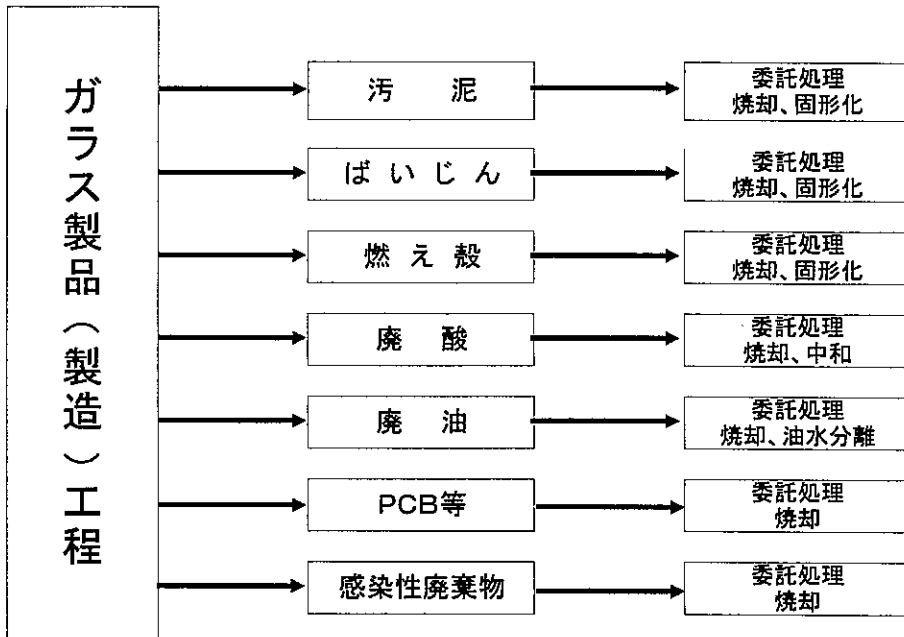 ガラス製品(製造)工程
汚 泥
委託処理
焼却、固形化
ばいじん
委託処理
焼却、固形化
燃え殻
委託処理
焼却、固形化
廃 酸
委託処理
焼却、中和
廃 油
委託処理
焼却、油水分離
PCB等
委託処理
焼却
感染性廃棄物
委託処理
焼却